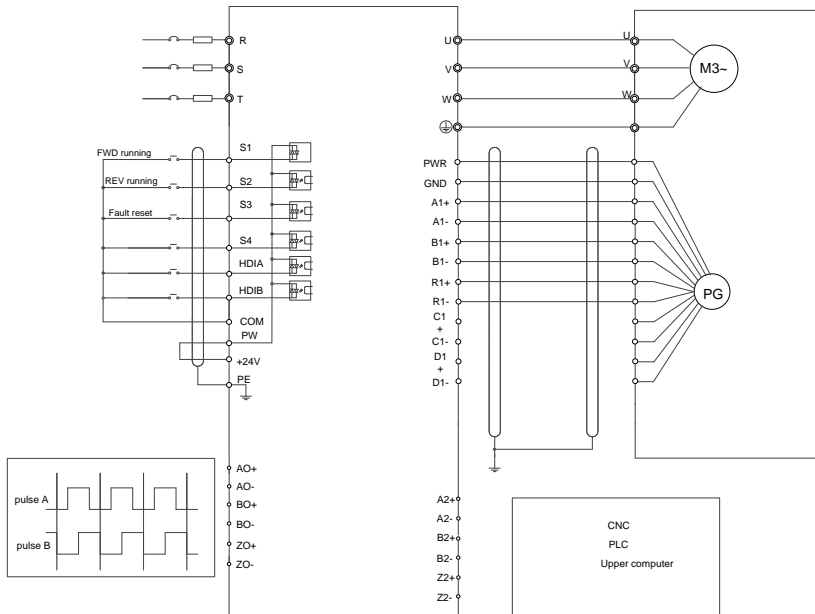 R
S
T
FWD running
REV running
Fault reset
S1
S2
S3
S4
HDIA
HDIB
COM
PW
+24V
PE
pulse A
pulse B
AO+
AO-
BO+
BO-
ZO+
ZO-
U
V
W
PWR
GND
A1+
A1-
B1+
B1-
R1+
R1-
C1
+
C1-
D1
+
D1-
A2+
A2-
B2+
B2-
Z2+
Z2-
U
V
W
M3~
PG
CNC
PLC
Upper computer